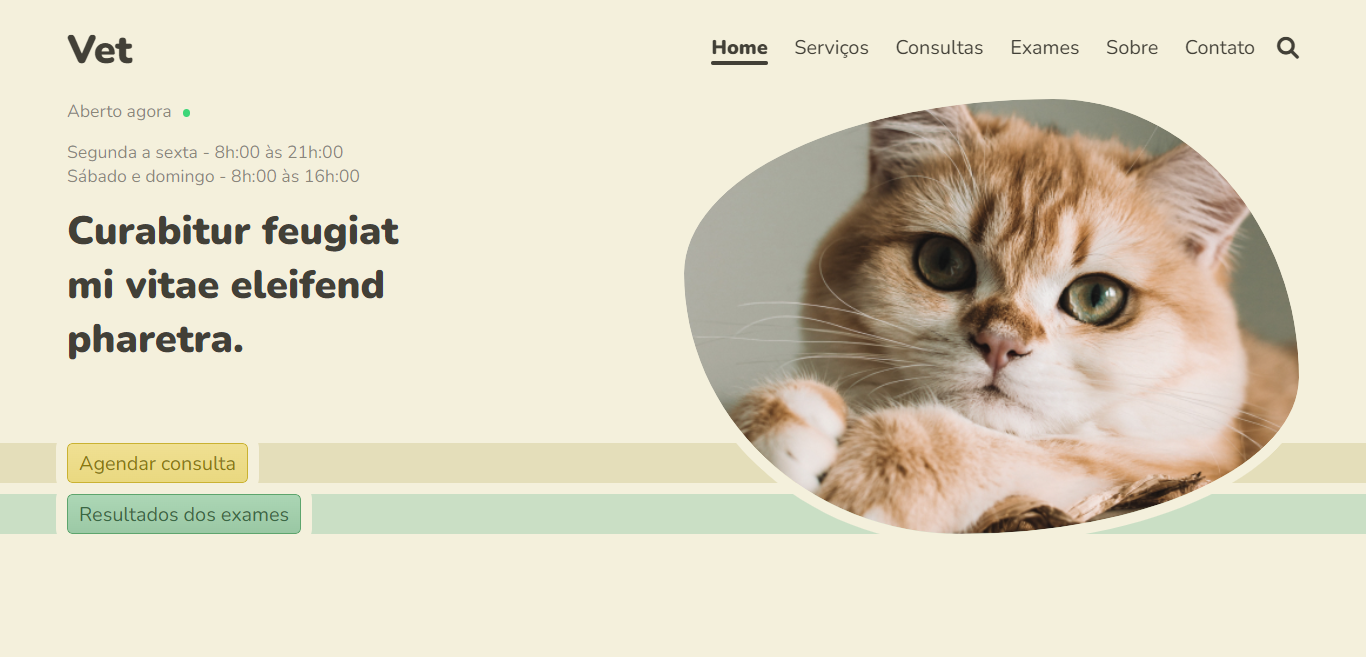 Vet
Home Serviços Consultas Exames Sobre Contato
Aberto agora
Segunda a sexta - 8h:00 às 21h:00
Sábado e domingo - 8h:00 às 16h:00
Curabitur feugiat
mi vitae eleifend
pharetra.
Agendar consulta
Resultados dos exames